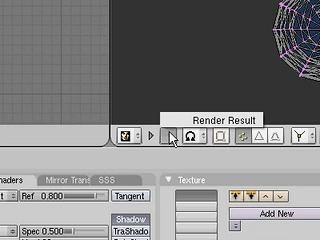 Render Result
haders Mirror Trans SSS
Texture
Ref 0.800 Tangent
Add New
Shadow
Spec 0.500 TraShado